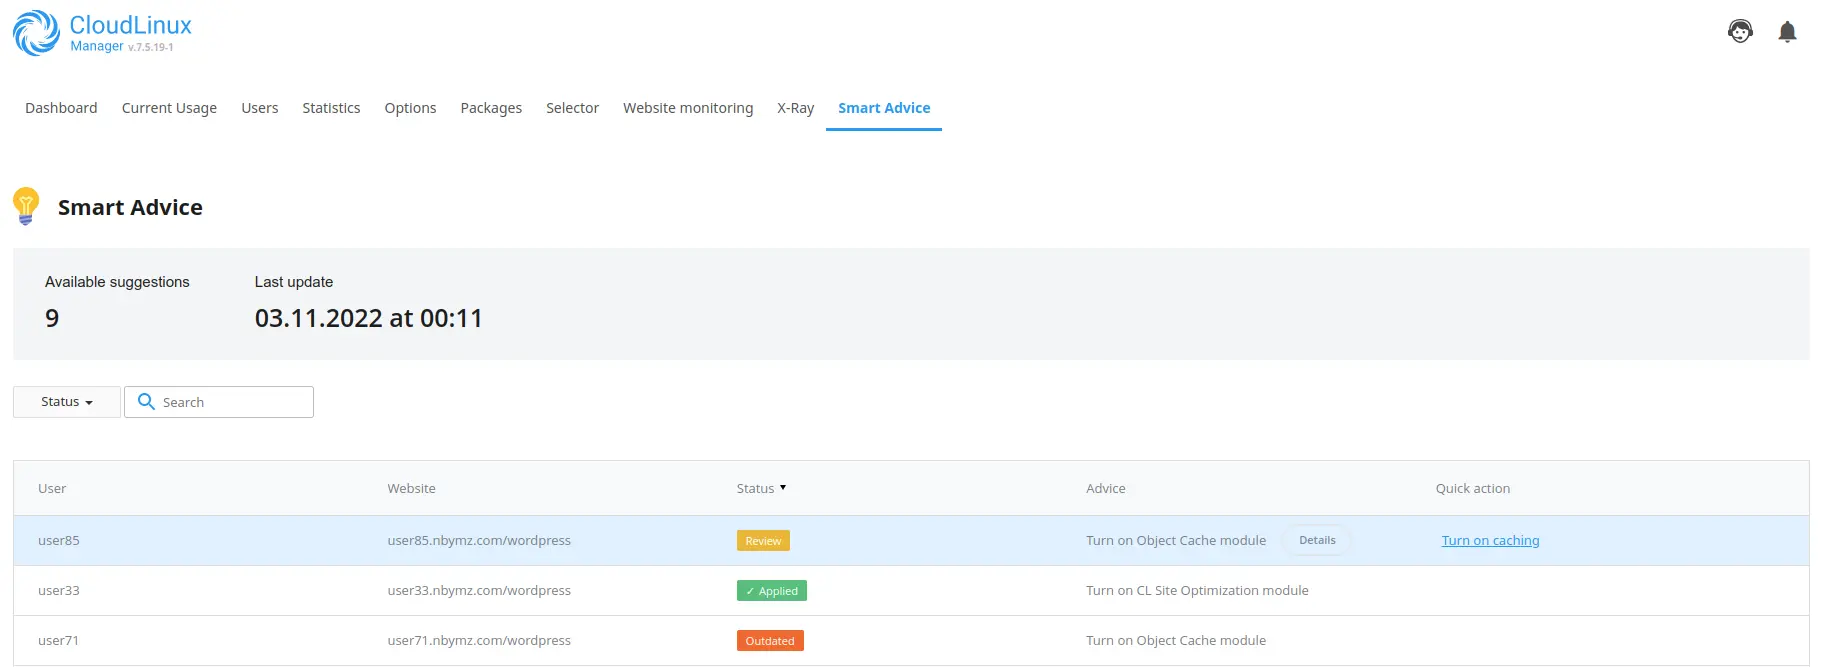 CloudLinux
Manager v.7.5.19-1
Dashboard Current Usage Users Statistics Options Packages Selector Website monitoring X-Ray Smart Advice
Smart Advice
Available suggestions Last update
9 03.11.2022 at 00:11
Status Search
User Website Status Advice Quick action
user85 user85.nbymz.com/wordpress Review Turn on Object Cache module Details Turn on caching
user33 user33.nbymz.com/wordpress ✓ Applied Turn on CL Site Optimization module
user71 user71.nbymz.com/wordpress Outdated Turn on Object Cache module